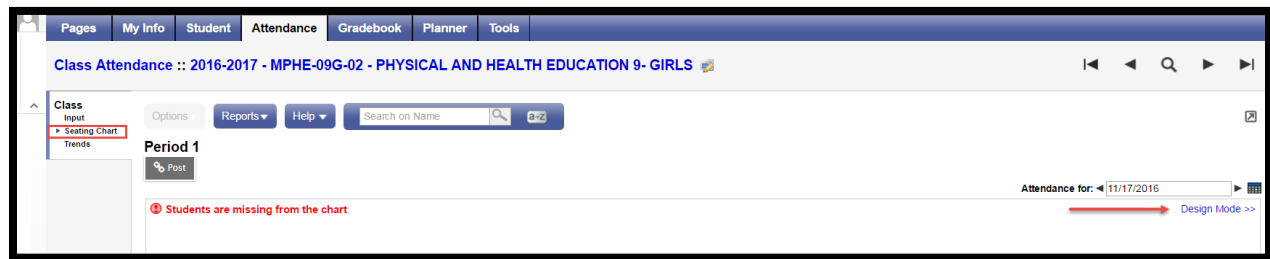 Pages My Info Student Attendance Gradebook Planner Tools
Class Attendance :: 2016-2017 - MPHE-09G-02 - PHYSICAL AND HEALTH EDUCATION 9- GIRLS
Class
Input
Seating Chart
Trends
Options Reports Help Search on Name a-z
Period 1
Post
Attendance for: 11/17/2016
Students are missing from the chart
Design Mode >>